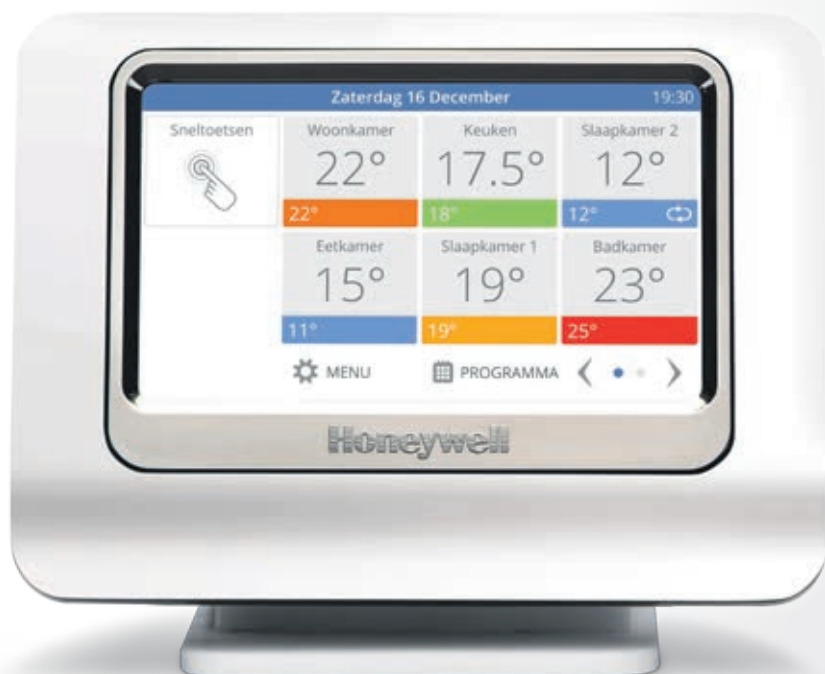 Zaterdag 16 December 19:30
Sneltoetsen Woonkamer Keuken Slaapkamer 2
22° 17.5° 12°
22° 18° 12°
Eetkamer Slaapkamer 1 Badkamer
15° 19° 23°
11° 19° 25°
MENU PROGRAMMA
Honeywell